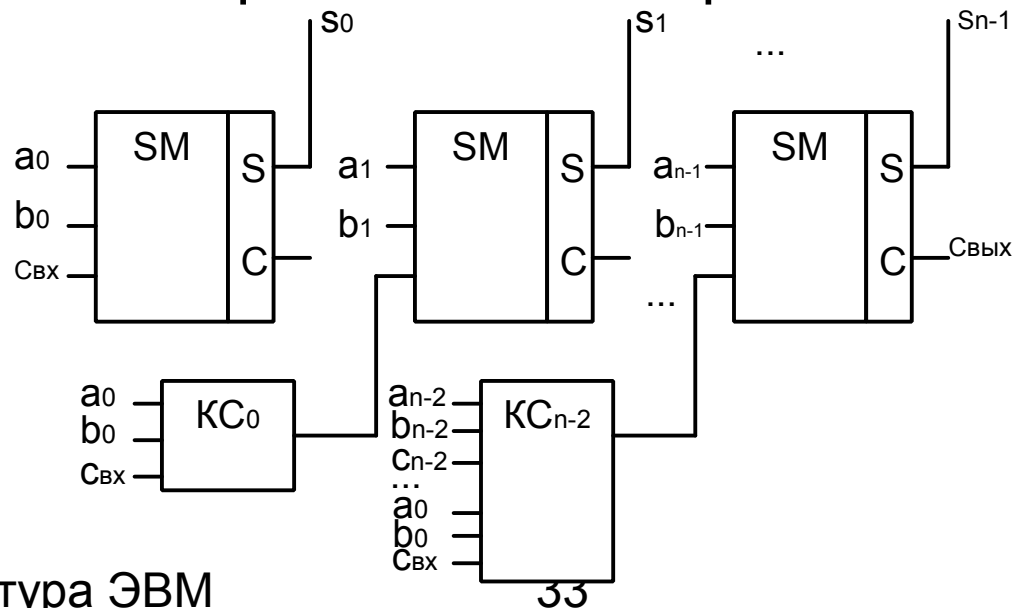 s0 s1 Sn-1
...
SM SM SM
a0 S a1 S an-1 S
b0 b1 bn-1
Cвх C C C Cвых
...
a0 КС0 an-2 КСn-2
b0 bn-2
Cвх cn-2
...
a0
b0
Cвх
тура ЭВМ 33